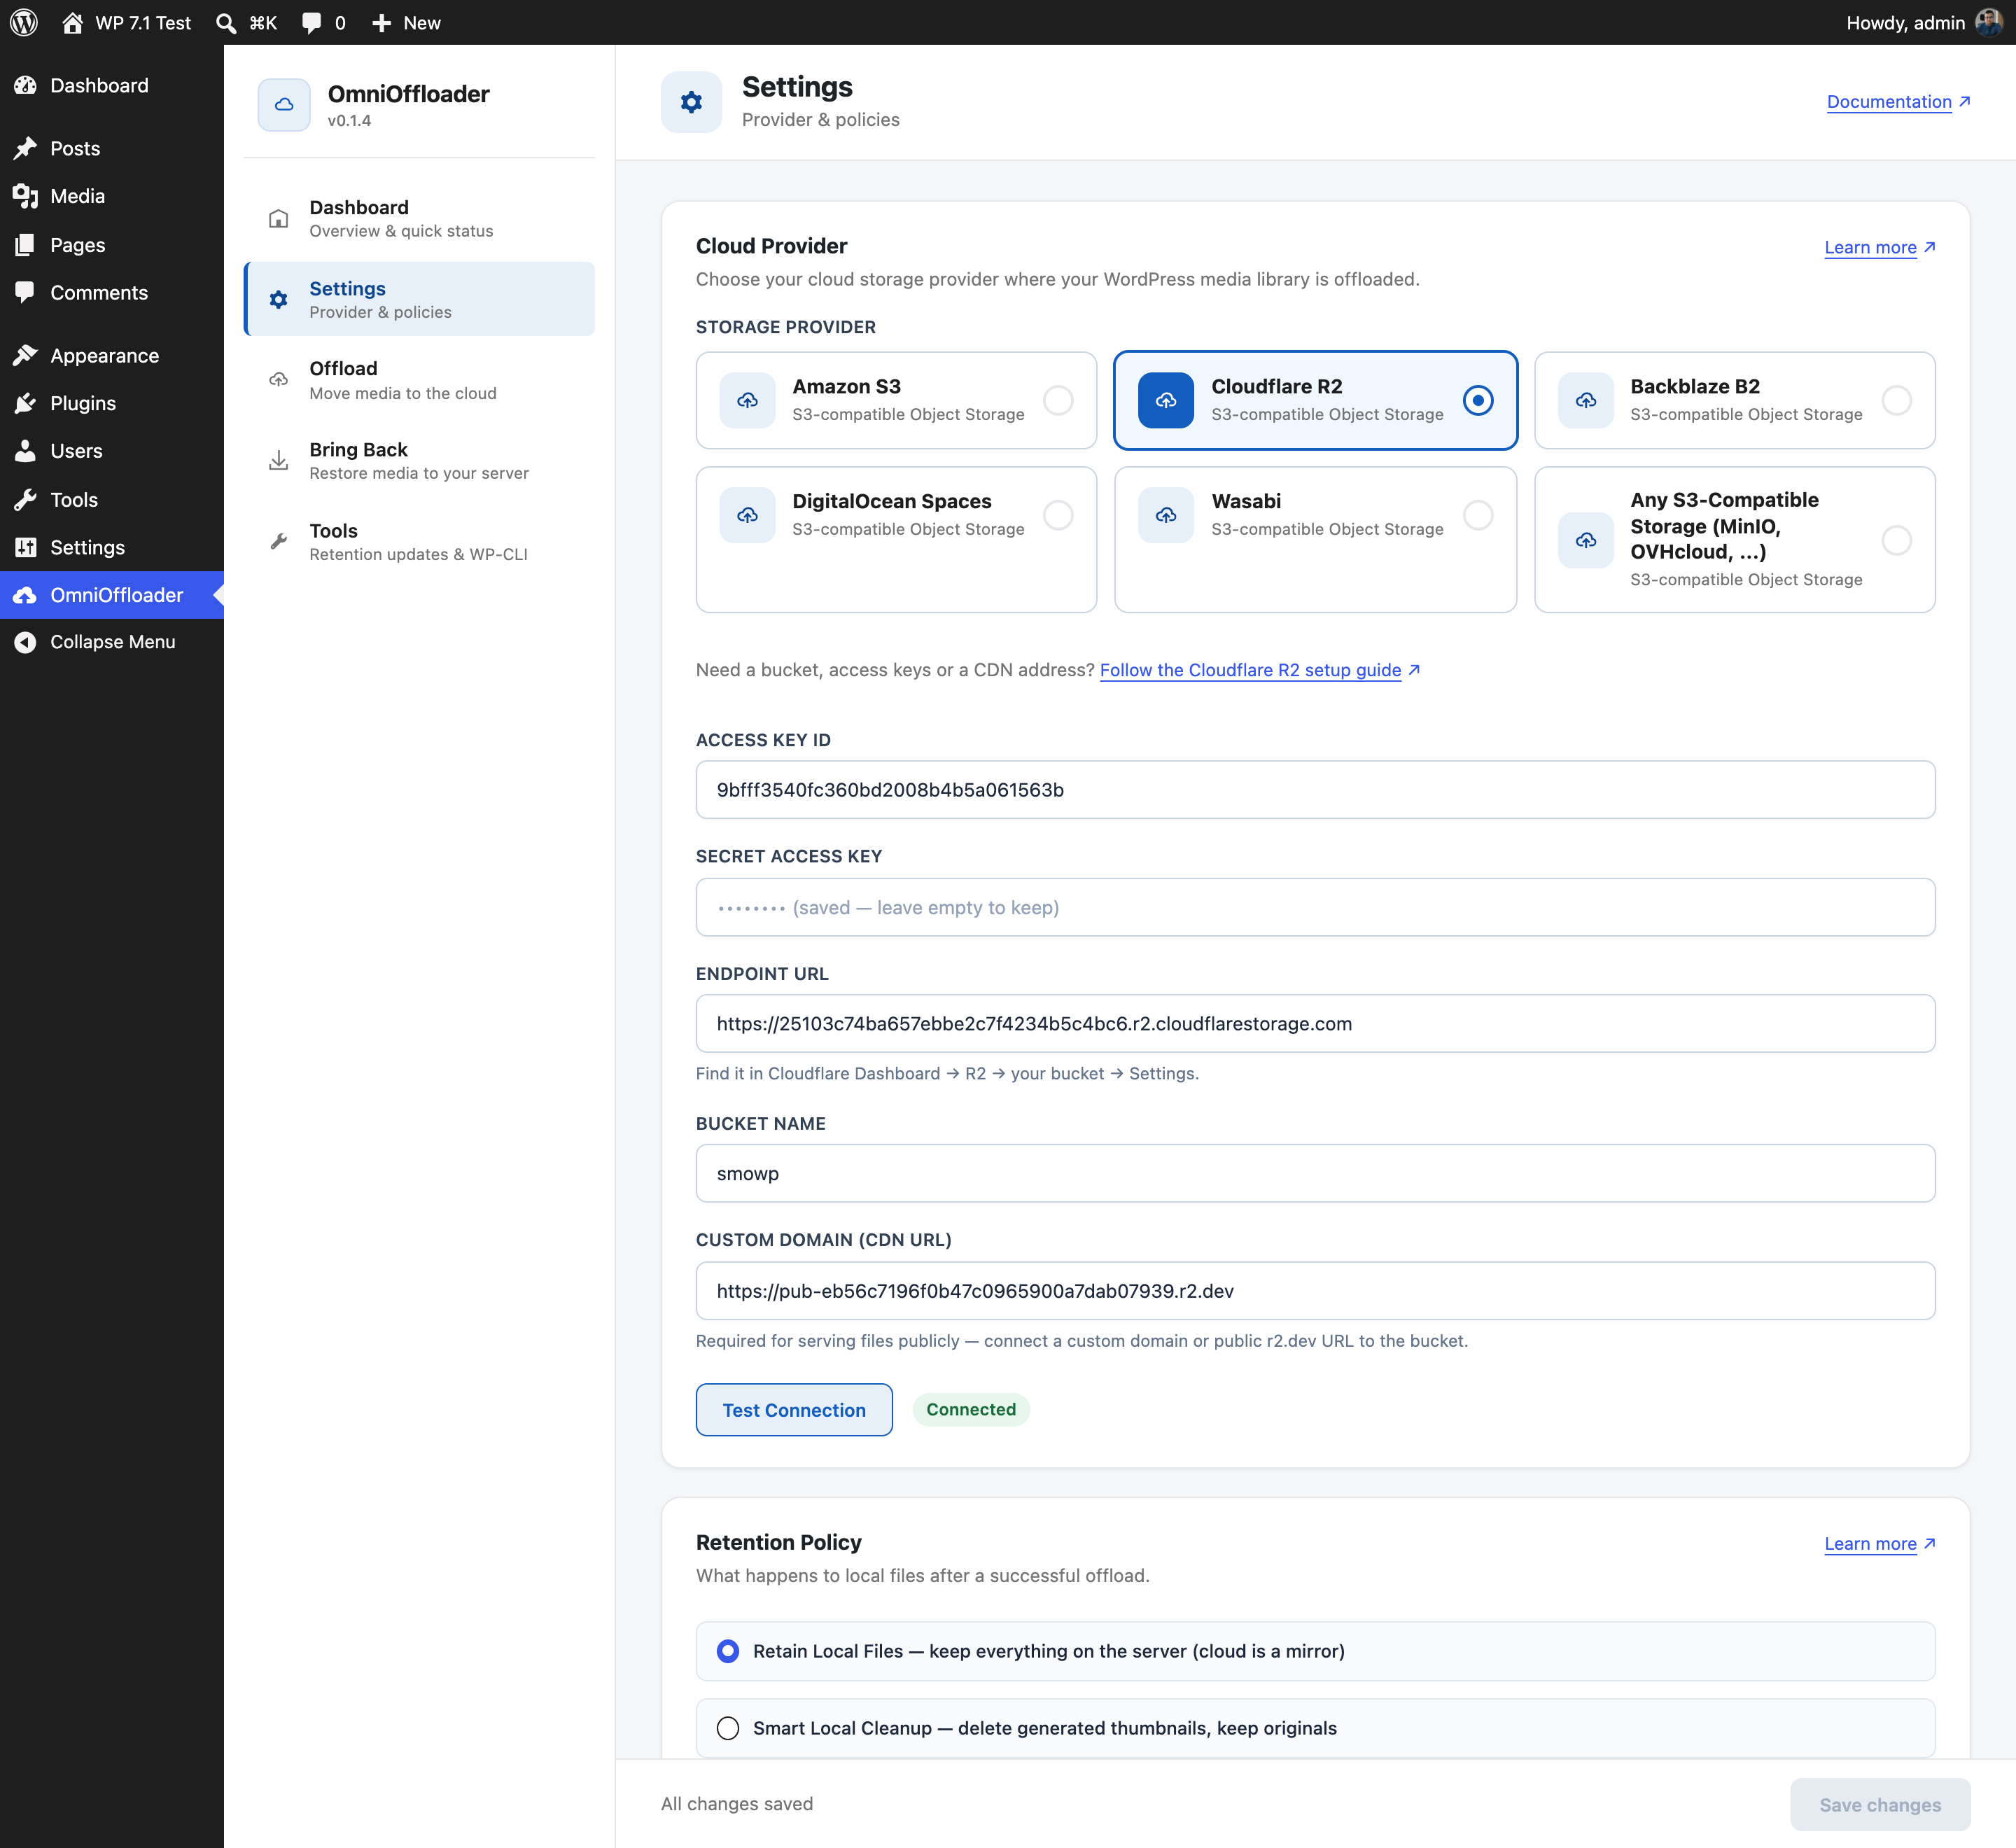 WP 7.1 Test
⌘K
0
New
Howdy, admin
Dashboard
Posts
Media
Pages
Comments
Appearance
Plugins
Users
Tools
Settings
OmniOffloader
Collapse Menu
OmniOffloader
v0.1.4
Dashboard
Overview & quick status
Settings
Provider & policies
Offload
Move media to the cloud
Bring Back
Restore media to your server
Tools
Retention updates & WP-CLI
Settings
Provider & policies
Documentation ↗
Cloud Provider
Learn more ↗
Choose your cloud storage provider where your WordPress media library is offloaded.
STORAGE PROVIDER
Amazon S3
S3-compatible Object Storage
Cloudflare R2
S3-compatible Object Storage
Backblaze B2
S3-compatible Object Storage
DigitalOcean Spaces
S3-compatible Object Storage
Wasabi
S3-compatible Object Storage
Any S3-Compatible
Storage (MinIO,
OVHcloud, ...)
S3-compatible Object Storage
Need a bucket, access keys or a CDN address? Follow the Cloudflare R2 setup guide ↗
ACCESS KEY ID
9bfff3540fc360bd2008b4b5a061563b
SECRET ACCESS KEY
•••••••• (saved — leave empty to keep)
ENDPOINT URL
https://25103c74ba657ebbe2c7f4234b5c4bc6.r2.cloudflarestorage.com
Find it in Cloudflare Dashboard → R2 → your bucket → Settings.
BUCKET NAME
smowp
CUSTOM DOMAIN (CDN URL)
https://pub-eb56c7196f0b47c0965900a7dab07939.r2.dev
Required for serving files publicly — connect a custom domain or public r2.dev URL to the bucket.
Test Connection
Connected
Retention Policy
Learn more ↗
What happens to local files after a successful offload.
Retain Local Files — keep everything on the server (cloud is a mirror)
Smart Local Cleanup — delete generated thumbnails, keep originals
All changes saved
Save changes